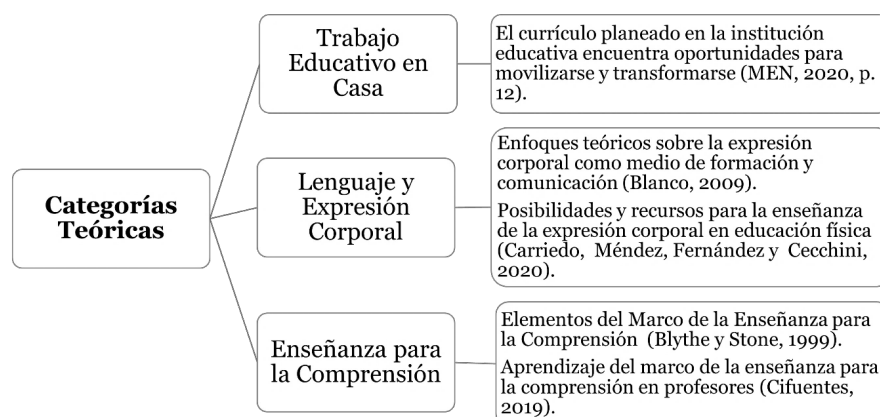 Categorías
Teóricas
Trabajo
Educativo en
Casa
El currículo planeado en la institución
educativa encuentra oportunidades para
movilizarse y transformarse (MEN, 2020, p.
12).
Lenguaje y
Expresión
Corporal
Enfoques teóricos sobre la expresión
corporal como medio de formación y
comunicación (Blanco, 2009).
Posibilidades y recursos para la enseñanza
de la expresión corporal en educación física
(Carriedo, Méndez, Fernández y Cecchini,
2020).
Enseñanza para
la Comprensión
Elementos del Marco de la Enseñanza para
la Comprensión (Blythe y Stone, 1999).
Aprendizaje del marco de la enseñanza para
la comprensión en profesores (Cifuentes,
2019).